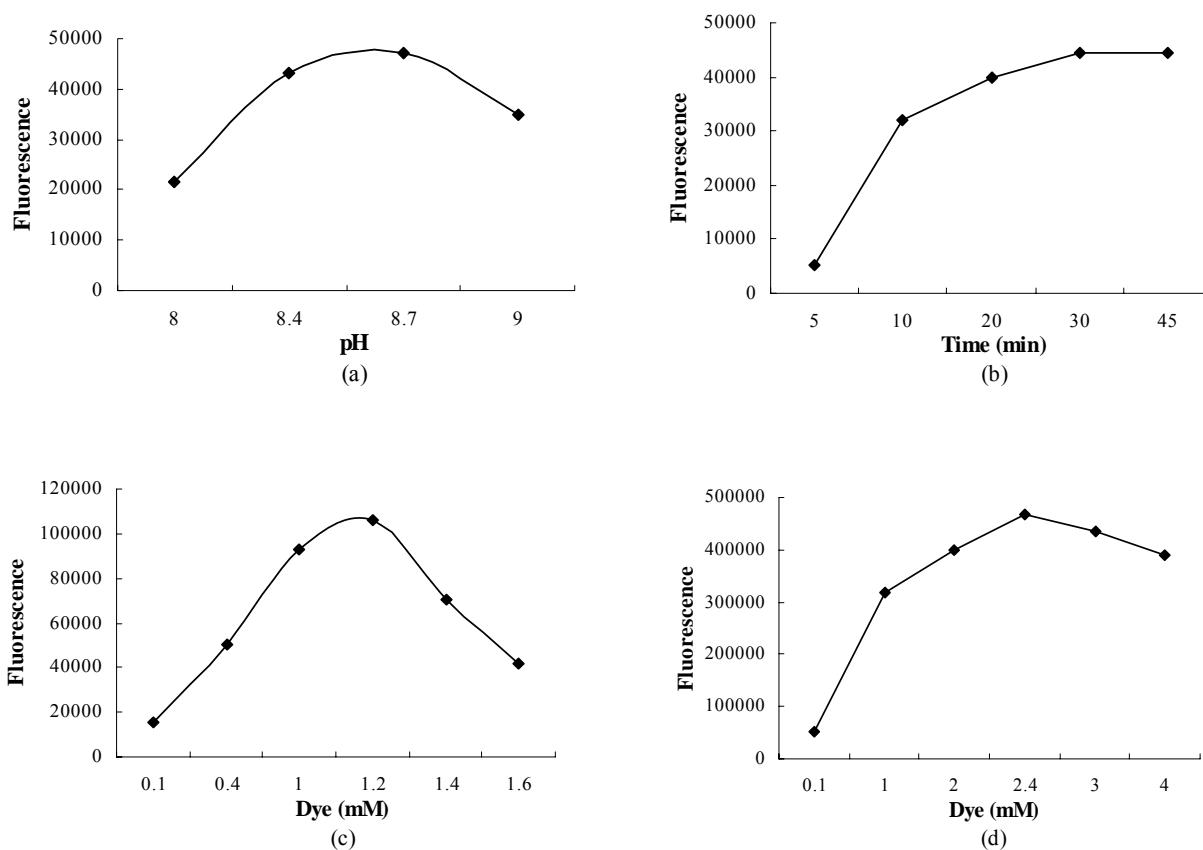 50000
40000
30000
20000
10000
0
Fluorescence
8 8.4 8.7 9
pH
(a)
50000
40000
30000
20000
10000
0
Fluorescence
5 10 20 30 45
Time (min)
(b)
120000
100000
80000
60000
40000
20000
0
Fluorescence
0.1 0.4 1 1.2 1.4 1.6
Dye (mM)
(c)
500000
400000
300000
200000
100000
0
Fluorescence
0.1 1 2 2.4 3 4
Dye (mM)
(d)